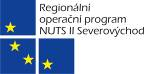 Regionální
operační program
NUTS II Severovýchod